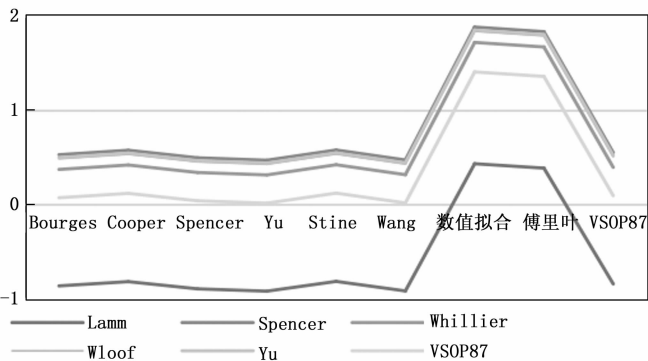 2
1
0
Bourges Cooper Spencer Yu Stine Wang 数值拟合 傅里叶 VSOP87
-1
Lamm Spencer Whillier
Wloof Yu VSOP87